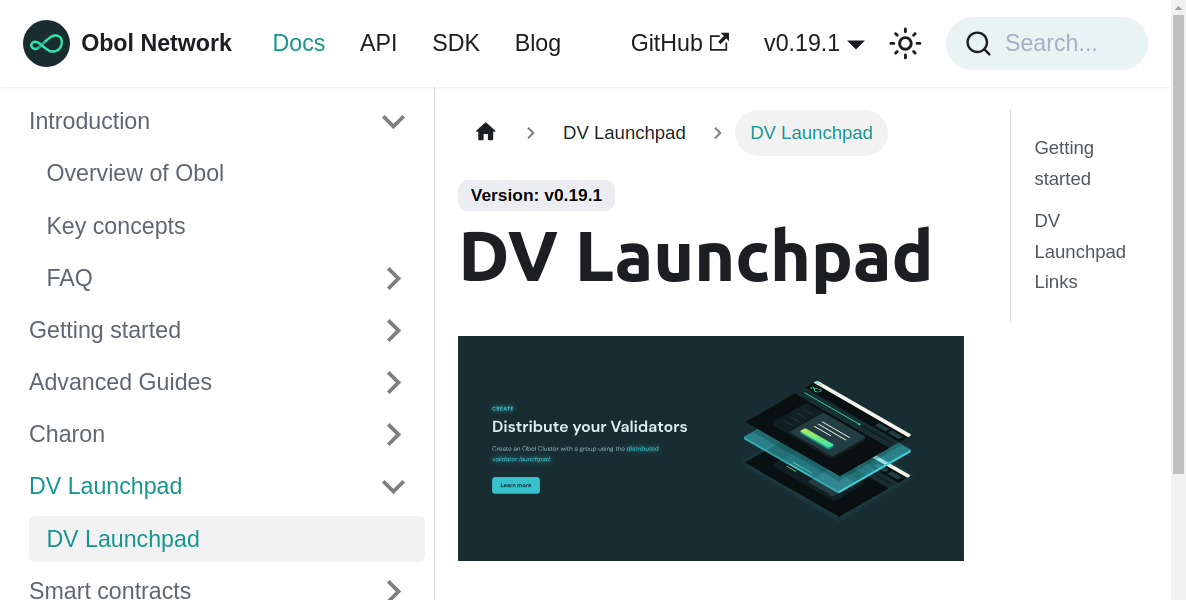 Obol Network
Docs
API
SDK
Blog
GitHub
v0.19.1
Search...
Introduction
Overview of Obol
Key concepts
FAQ
Getting started
Advanced Guides
Charon
DV Launchpad
DV Launchpad
Smart contracts
DV Launchpad
DV Launchpad
Version: v0.19.1
DV Launchpad
CREATE
Distribute your Validators
Create an Obol Cluster with a group using the distributed
validator launchpad.
Learn more
Getting
started
DV
Launchpad
Links